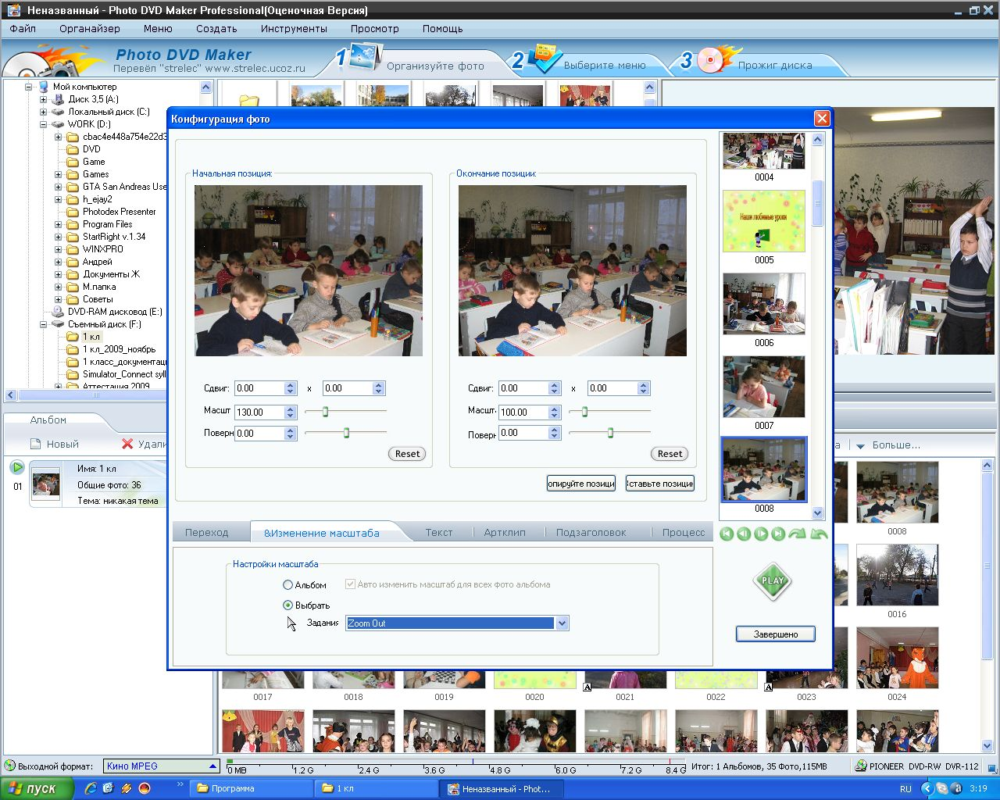 Неназванный - Photo DVD Maker Professional(Оценочная Версия)
Файл Органайзер Меню Создать Инструменты Просмотр Помощь
Photo DVD Maker
Перевёл "strelec" www.strelec.ucoz.ru
1 Организуйте фото
2 Выберите меню
3 Прожиг диска
Мой компьютер
Диск 3,5 (A:)
Локальный диск (C:)
WORK (D:)
cbac4e448a754e22d3
DVD
Game
Games
GTA San Andreas Use
h_ejay2
Photodex Presenter
Program Files
StartRight v.1.34
WINXPRO
Андрей
Документы Ж
М.папка
Советы
DVD-RAM дисковод (E:)
Съемный диск (F:)
1 кл
1 кл_2009_ноябрь
1 класс_документац
Simulator_Connect syll
Аттестация 2009
Альбом
Новый Удали
01
Имя: 1 кл
Общие фото: 36
Тема: никакая тема
Конфигурация фото
Начальная позиция:
Сдвиг: 0.00 x 0.00
Масшт 130.00
Поверн 0.00
Reset
Окончание позиции:
Сдвиг: 0.00 x 0.00
Масшт. 100.00
Поверн 0.00
Reset
опируйте позици
ставьте позици
0004
Наши любимые уроки
0005
0006
0007
0008
Переход &Изменение масштаба Текст Артклип Подзаголовок Процесс
Настройки масштаба
Альбом Авто изменить масштаб для всех фото альбома
Выбрать
Задания Zoom Out
PLAY
Завершено
а Больше...
0008
0016
0017 0018 0019 0020 A 0021 0022 A 0023 0024
Выходной формат: Кино MPEG
0 MB 1.2 G 2.4 G 3.6 G 4.8 G 6.0 G 7.2 G 8.4 G
Итог: 1 Альбомов, 35 Фото,115MB
PIONEER DVD-RW DVR-112
пуск
Программа
1 кл
Неназванный - Phot...
RU
3:19